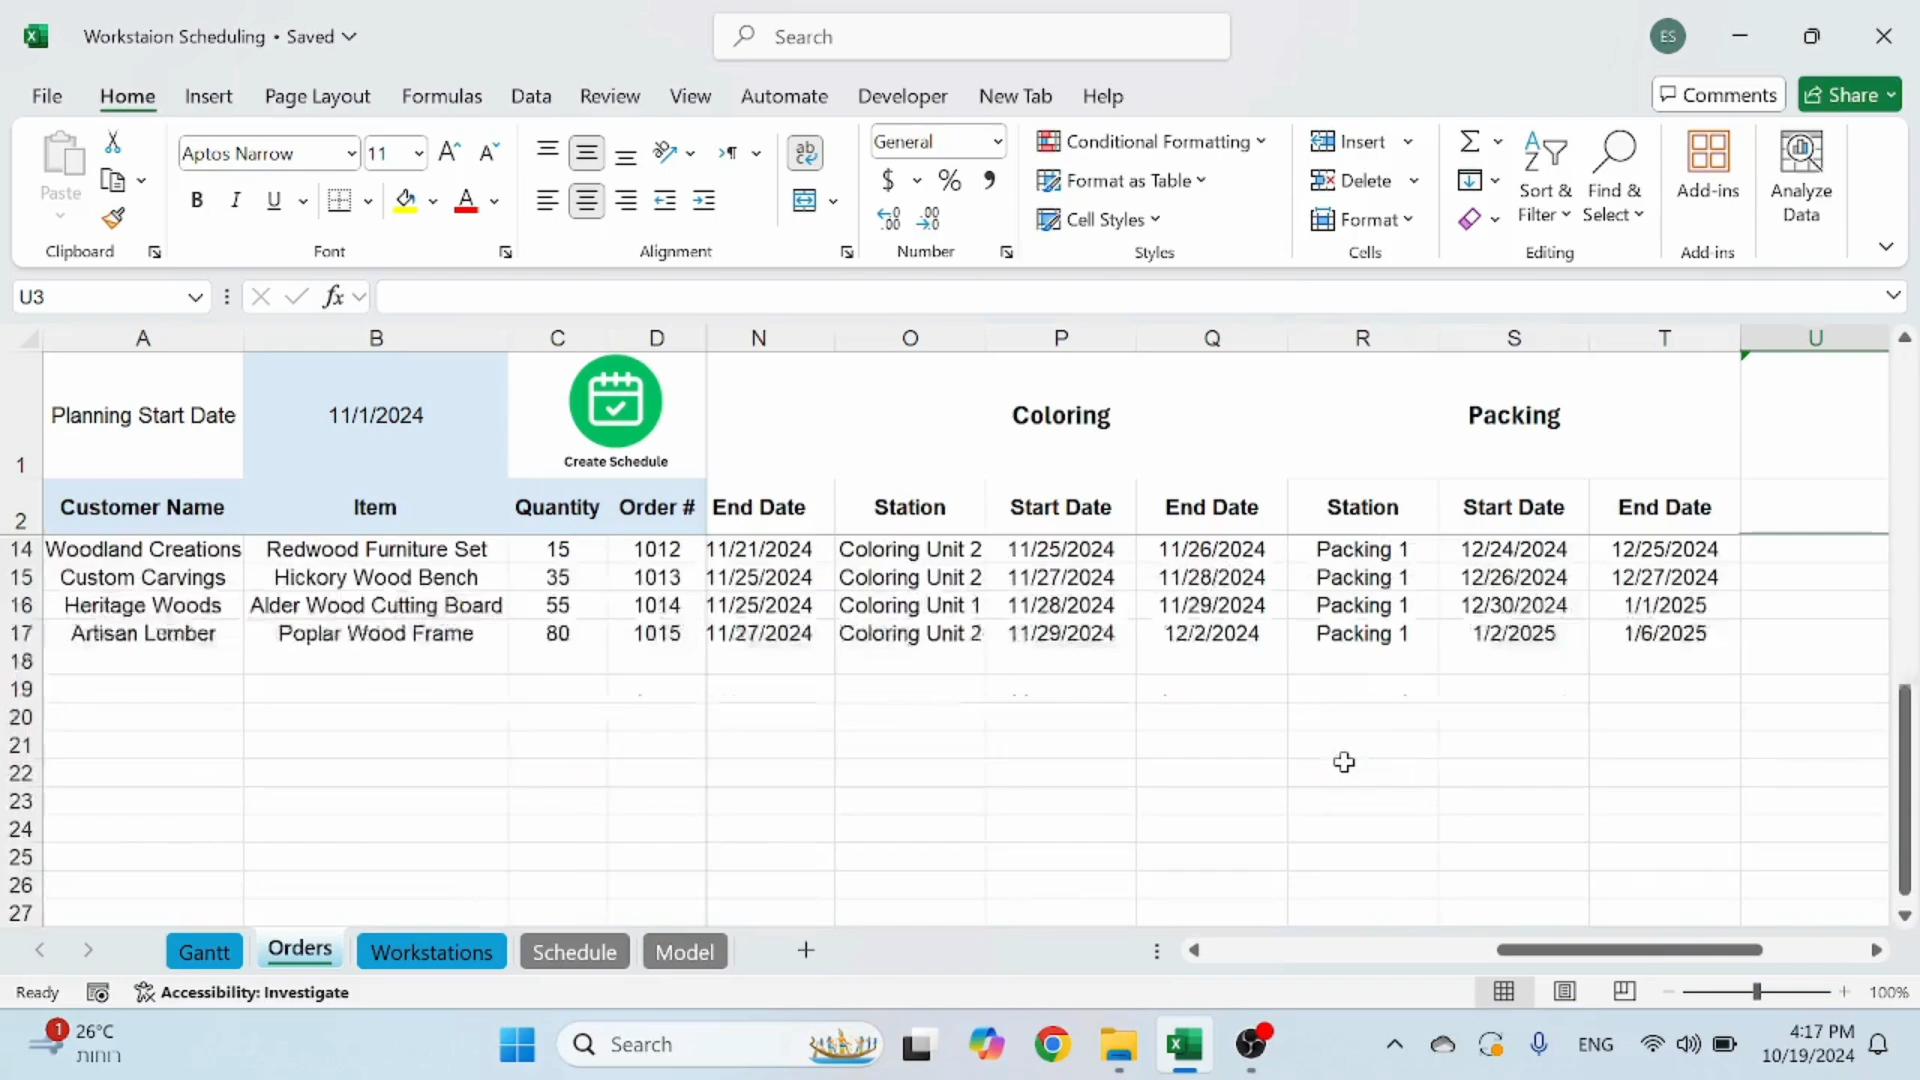 Workstaion Scheduling • Saved
Search
ES
File Home Insert Page Layout Formulas Data Review View Automate Developer New Tab Help
Comments Share
Paste
Clipboard
Aptos Narrow 11
B I U
Font
Alignment
General
$ % ,
Number
Conditional Formatting
Format as Table
Cell Styles
Styles
Insert
Delete
Format
Cells
Sort &
Filter
Find &
Select
Editing
Add-ins
Add-ins
Analyze
Data
U3
fx
A B C D N O P Q R S T U
1 Planning Start Date 11/1/2024 Create Schedule Coloring Packing
2 Customer Name Item Quantity Order # End Date Station Start Date End Date Station Start Date End Date
14 Woodland Creations Redwood Furniture Set 15 1012 11/21/2024 Coloring Unit 2 11/25/2024 11/26/2024 Packing 1 12/24/2024 12/25/2024
15 Custom Carvings Hickory Wood Bench 35 1013 11/25/2024 Coloring Unit 2 11/27/2024 11/28/2024 Packing 1 12/26/2024 12/27/2024
16 Heritage Woods Alder Wood Cutting Board 55 1014 11/25/2024 Coloring Unit 1 11/28/2024 11/29/2024 Packing 1 12/30/2024 1/1/2025
17 Artisan Lumber Poplar Wood Frame 80 1015 11/27/2024 Coloring Unit 2 11/29/2024 12/2/2024 Packing 1 1/2/2025 1/6/2025
18
19
20
21
22
23
24
25
26
27
Gantt Orders Workstations Schedule Model
Ready Accessibility: Investigate 100%
1 26°C
רוחות
Search
ENG
4:17 PM
10/19/2024